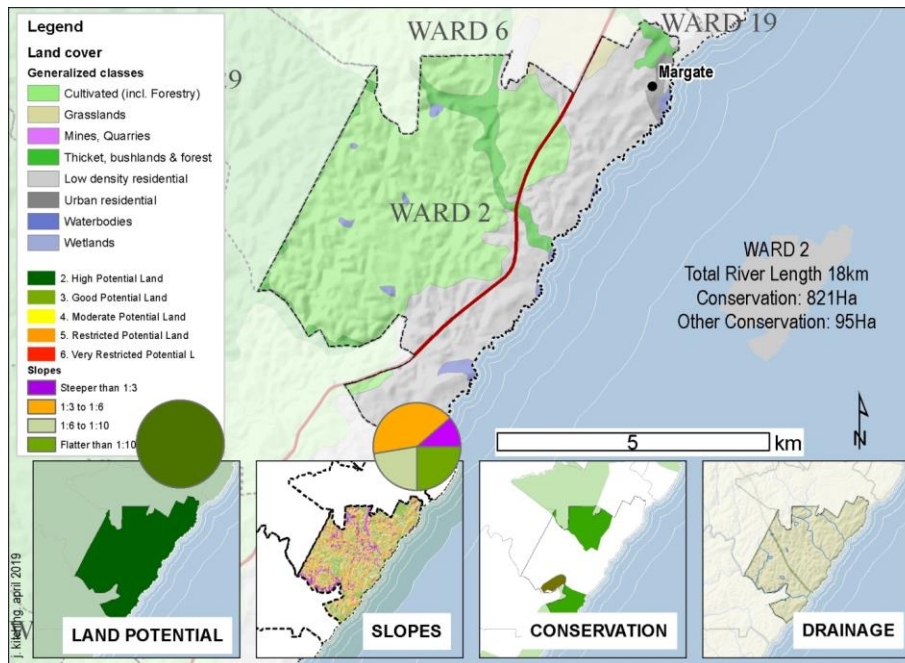 Legend
Land cover
Generalized classes
Cultivated (incl. Forestry)
Grasslands
Mines, Quarries
Thicket, bushlands & forest
Low density residential
Urban residential
Waterbodies
Wetlands
2. High Potential Land
3. Good Potential Land
4. Moderate Potential Land
5. Restricted Potential Land
6. Very Restricted Potential L
Slopes
Steeper than 1:3
1:3 to 1:6
1:6 to 1:10
Flatter than 1:10
WARD 6
WARD 19
Margate
WARD 2
WARD 2
Total River Length 18km
Conservation: 821Ha
Other Conservation: 95Ha
N
5
km
LAND POTENTIAL
SLOPES
CONSERVATION
DRAINAGE
april 2019